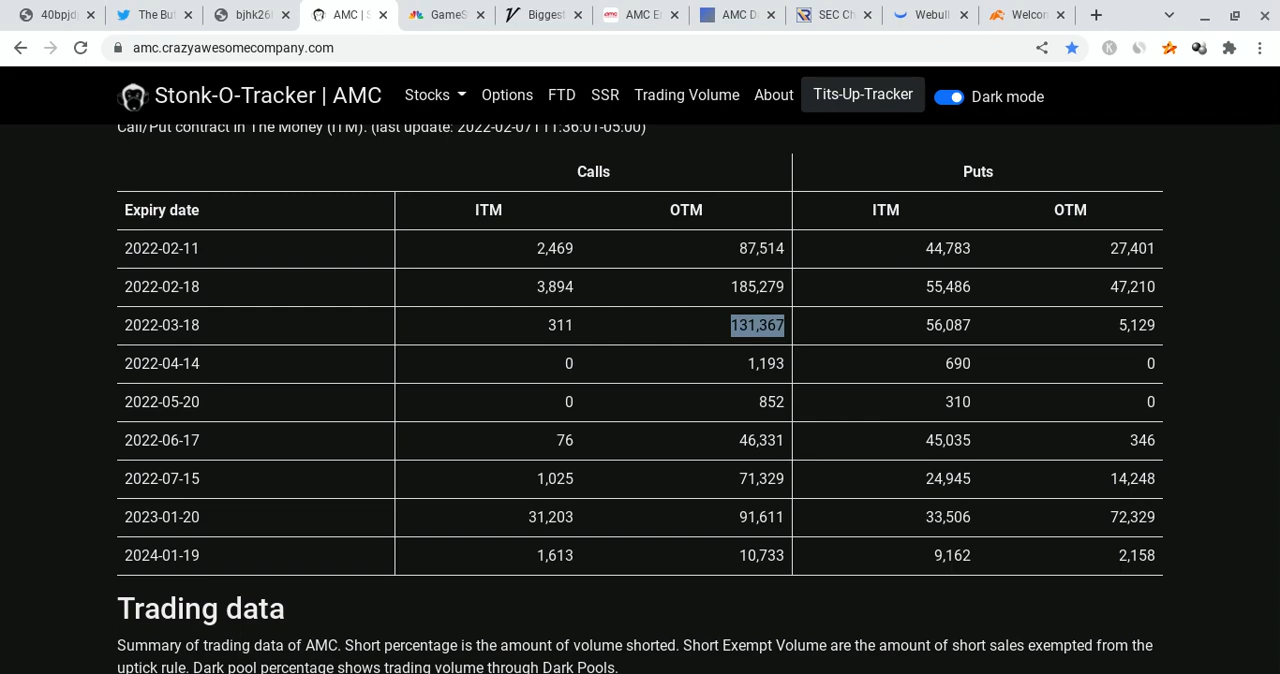 40bpjd
The But
bjhk26
AMC | S
GameS
Biggest
AMC E
AMC D
SEC Ch
Webull
Welcon
amc.crazyawesomecompany.com
Stonk-O-Tracker | AMC Stocks Options FTD SSR Trading Volume About Tits-Up-Tracker Dark mode
Call/Put contract In The Money (ITM). (last update: 2022-02-07T11:36:01-05:00)
Calls Puts
Expiry date ITM OTM ITM OTM
2022-02-11 2,469 87,514 44,783 27,401
2022-02-18 3,894 185,279 55,486 47,210
2022-03-18 311 131,367 56,087 5,129
2022-04-14 0 1,193 690 0
2022-05-20 0 852 310 0
2022-06-17 76 46,331 45,035 346
2022-07-15 1,025 71,329 24,945 14,248
2023-01-20 31,203 91,611 33,506 72,329
2024-01-19 1,613 10,733 9,162 2,158
Trading data
Summary of trading data of AMC. Short percentage is the amount of volume shorted. Short Exempt Volume are the amount of short sales exempted from the
uptick rule. Dark pool percentage shows trading volume through Dark Pools.